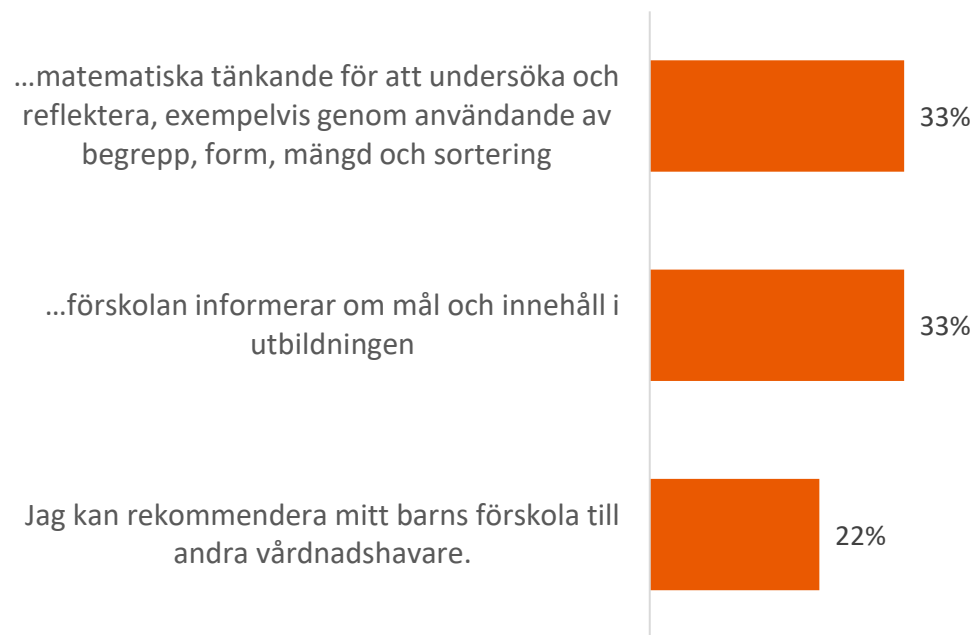 ...matematiska tänkande för att undersöka och
reflektera, exempelvis genom användande av
begrepp, form, mängd och sortering
33%
...förskolan informerar om mål och innehåll i
utbildningen
33%
Jag kan rekommendera mitt barns förskola till
andra vårdnadshavare.
22%